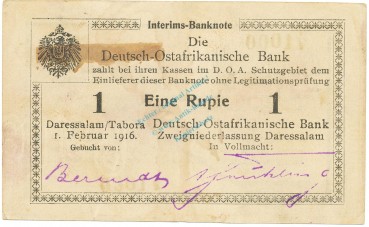 Interims-Banknote
Die
Deutsch-Ostafrikanische Bank
zahlt bei ihren Kassen im D. O. A. Schutzgebiet dem
Einlieferer dieser Banknote ohne Legitimationsprüfung
1 Eine Rupie 1
Daressalam/Tabora Deutsch-Ostafrikanische Bank
1. Februar 1916. Zweigniederlassung Daressalam
Gebucht von: In Vollmacht:
Berendt